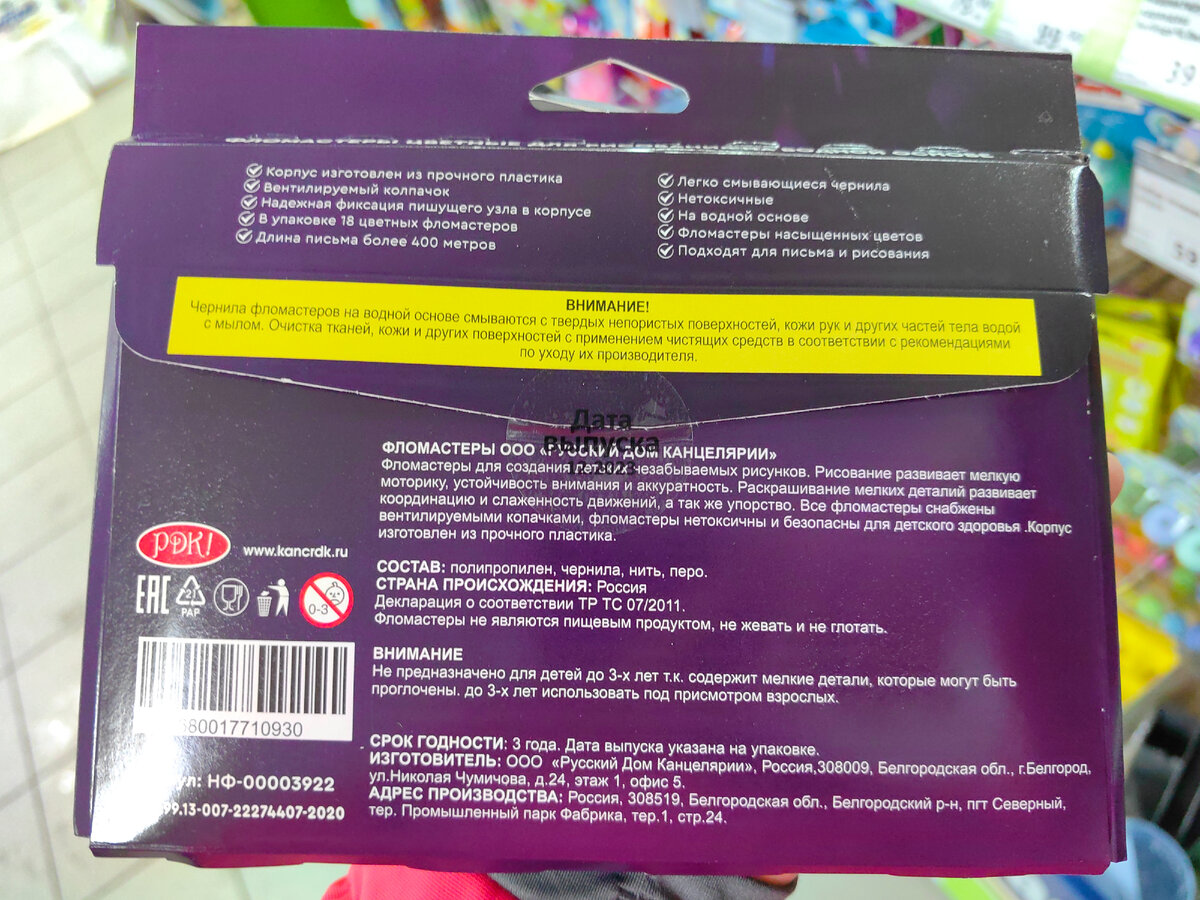 Корпус изготовлен из прочного пластика
Вентилируемый колпачок
Надежная фиксация пишущего узла в корпусе
В упаковке 18 цветных фломастеров
Длина письма более 400 метров
Легко смывающиеся чернила
Нетоксичные
На водной основе
Фломастеры насыщенных цветов
Подходят для письма и рисования
ВНИМАНИЕ!
Чернила фломастеров на водной основе смываются с твердых непористых поверхностей, кожи рук и других частей тела водой
с мылом. Очистка тканей, кожи и других поверхностей с применением чистящих средств в соответствии с рекомендациями
по уходу их производителя.
Дата
выпуска
ФЛОМАСТЕРЫ ООО «РУССКИЙ ДОМ КАНЦЕЛЯРИИ»
Фломастеры для создания незабываемых рисунков. Рисование развивает мелкую
моторику, устойчивость внимания и аккуратность. Раскрашивание мелких деталей развивает
координацию и слаженность движений, а так же упорство. Все фломастеры снабжены
вентилируемыми копачками, фломастеры нетоксичны и безопасны для детского здоровья .Корпус
изготовлен из прочного пластика.
РДК!
www.kancrdk.ru
EAC
21
PAP
0-3
СОСТАВ: полипропилен, чернила, нить, перо.
СТРАНА ПРОИСХОЖДЕНИЯ: Россия
Декларация о соответствии ТР ТС 07/2011.
Фломастеры не являются пищевым продуктом, не жевать и не глотать.
ВНИМАНИЕ
Не предназначено для детей до 3-х лет т.к. содержит мелкие детали, которые могут быть
проглочены. до 3-х лет использовать под присмотром взрослых.
80017710930
НФ-00003922
99.13-007-22274407-2020
СРОК ГОДНОСТИ: 3 года. Дата выпуска указана на упаковке.
ИЗГОТОВИТЕЛЬ: ООО «Русский Дом Канцелярии», Россия,308009, Белгородская обл., г.Белгород,
ул.Николая Чумичова, д.24, этаж 1, офис 5.
АДРЕС ПРОИЗВОДСТВА: Россия, 308519, Белгородская обл., Белгородский р-н, пгт Северный,
тер. Промышленный парк Фабрика, тер.1, стр.24.
39
59